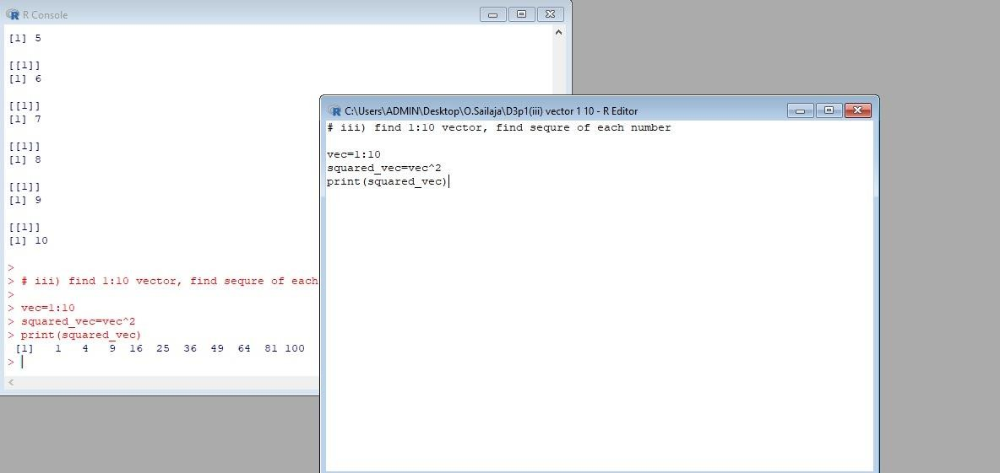 R Console
[1] 5
[[1]]
[1] 6
[[1]]
[1] 7
[[1]]
[1] 8
[[1]]
[1] 9
[[1]]
[1] 10
>
> # iii) find 1:10 vector, find sequre of each
>
> vec=1:10
> squared_vec=vec^2
> print(squared_vec)
[1] 1 4 9 16 25 36 49 64 81 100
>
C:\Users\ADMIN\Desktop\O.Sailaja\D3p1(iii) vector 1 10 - R Editor
# iii) find 1:10 vector, find sequre of each number
vec=1:10
squared_vec=vec^2
print(squared_vec)